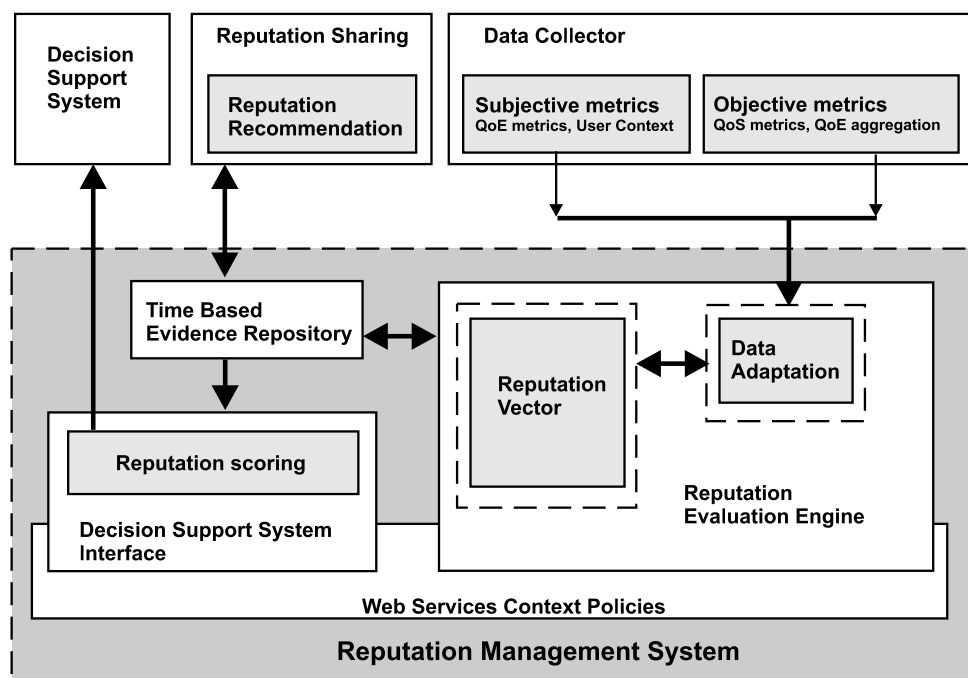 Decision
Support
System
Reputation Sharing
Reputation
Recommendation
Data Collector
Subjective metrics
QoE metrics, User Context
Objective metrics
QoS metrics, QoE aggregation
Time Based
Evidence Repository
Reputation
Vector
Data
Adaptation
Reputation scoring
Decision Support System
Interface
Reputation
Evaluation Engine
Web Services Context Policies
Reputation Management System